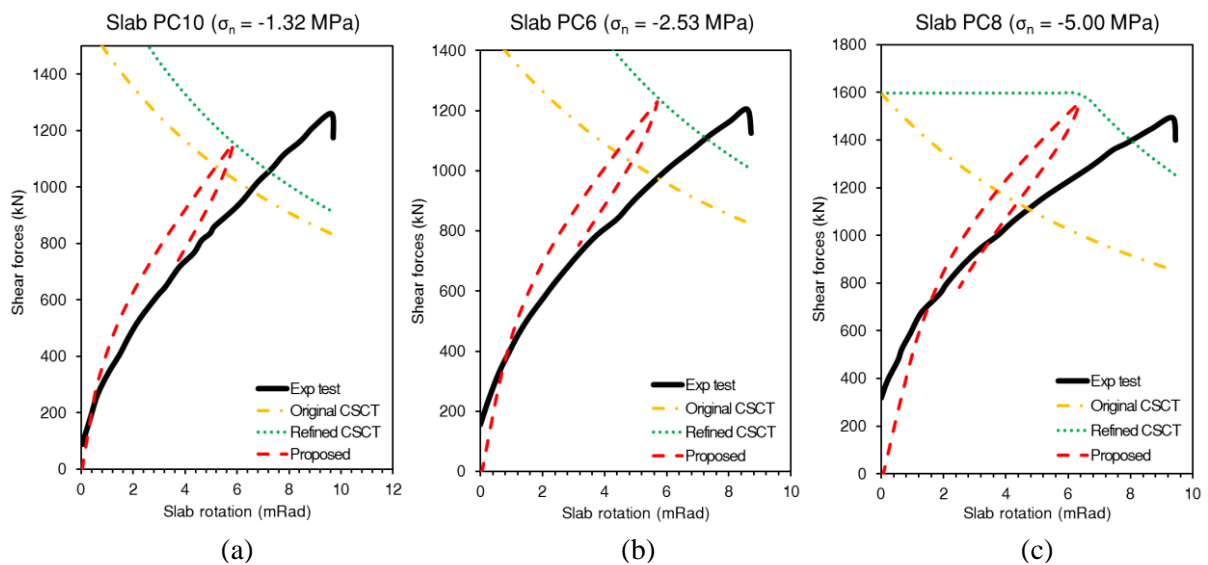 Slab PC10 (σn = -1.32 MPa)
Shear forces (kN)
1400
1200
1000
800
600
400
200
0
Exp test
Original CSCT
Refined CSCT
Proposed
0 2 4 6 8 10 12
Slab rotation (mRad)
(a)
Slab PC6 (σn = -2.53 MPa)
Shear forces (kN)
1400
1200
1000
800
600
400
200
0
Exp test
Original CSCT
Refined CSCT
Proposed
0 2 4 6 8 10
Slab rotation (mRad)
(b)
Slab PC8 (σn = -5.00 MPa)
Shear forces (kN)
1800
1600
1400
1200
1000
800
600
400
200
0
Exp test
Original CSCT
Refined CSCT
Proposed
0 2 4 6 8 10
Slab rotation (mRad)
(c)